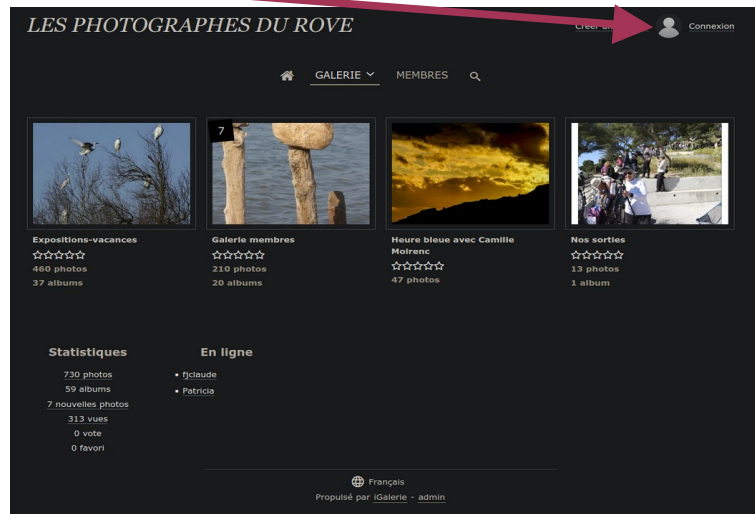 LES PHOTOGRAPHES DU ROVE
Créer un
Connexion
GALERIE
MEMBRES
7
Expositions-vacances
460 photos
37 albums
Galerie membres
210 photos
20 albums
Heure bleue avec Camille
Moirenc
47 photos
Nos sorties
13 photos
1 album
Statistiques
730 photos
59 albums
7 nouvelles photos
313 vues
0 vote
0 favori
En ligne
• fjclaude
• Patricia
Français
Propulsé par iGalerie - admin